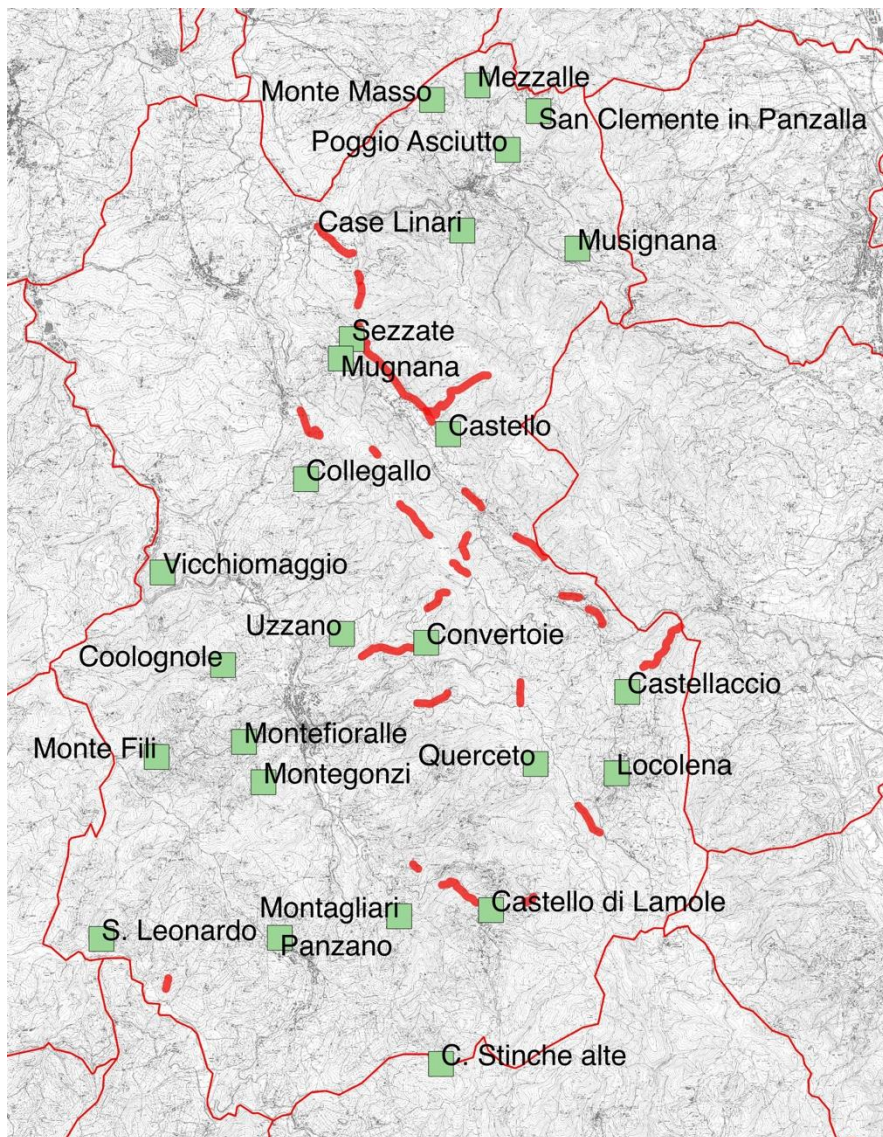 Mezzalle
Monte Masso
San Clemente in Panzalla
Poggio Asciutto
Case Linari
Musignana
Sezzate
Mugnana
Castello
Collegallo
Vicchiomaggio
Uzzano
Convertoie
Coolognole
Castellaccio
Montefioralle
Monte Fili
Querceto
Locolena
Montegonzi
Montagliari
Castello di Lamole
S. Leonardo
Panzano
C. Stinche alte